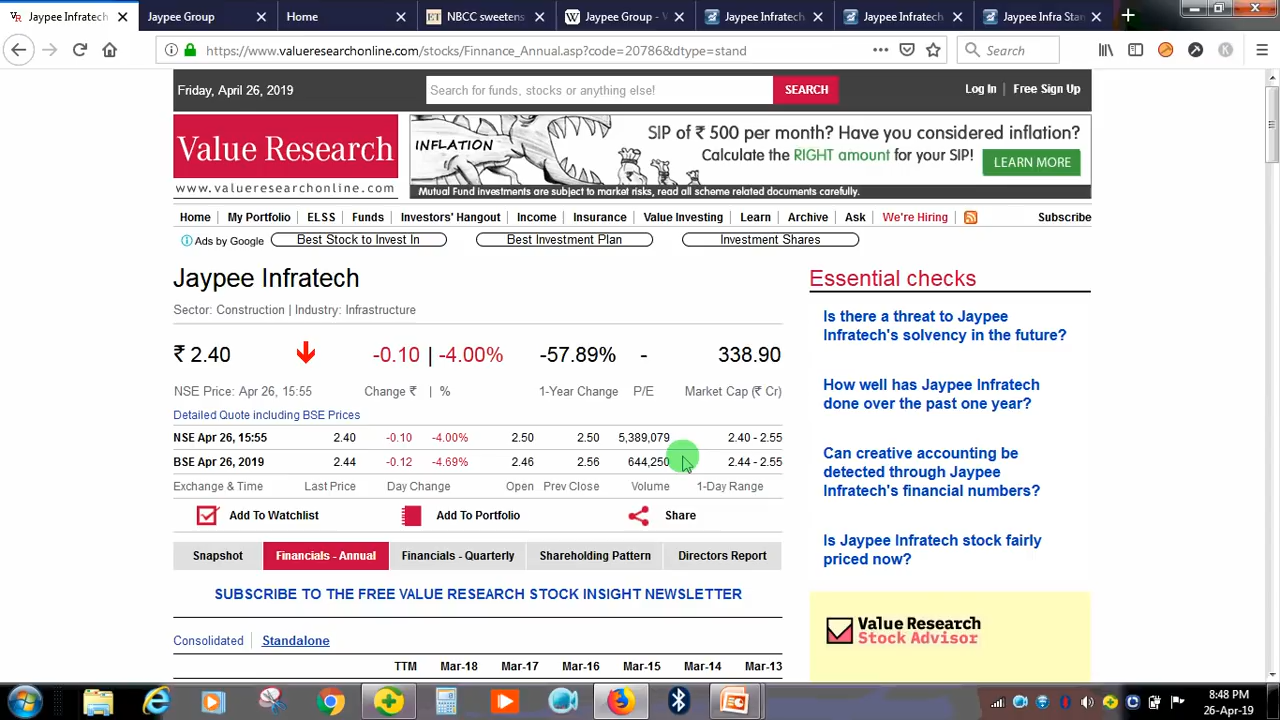 Jaypee Infratech
Jaypee Group
Home
NBCC sweetens
Jaypee Group - W
Jaypee Infratech
Jaypee Infratech
Jaypee Infra Stan
https://www.valueresearchonline.com/stocks/Finnance_Annual.asp?code=20786&dtype=stand
Search
Friday, April 26, 2019
Search for funds, stocks or anything else!
SEARCH
Log In | Free Sign Up
Value Research
www.valueresearchonline.com
INFLATION
SIP of ₹ 500 per month? Have you considered inflation?
Calculate the RIGHT amount for your SIP!
LEARN MORE
Mutual Fund investments are subject to market risks, read all scheme related documents carefully.
Home | My Portfolio | ELSS | Funds | Investors' Hangout | Income | Insurance | Value Investing | Learn | Archive | Ask | We're Hiring | Subscribe
Ads by Google
Best Stock to Invest In
Best Investment Plan
Investment Shares
Jaypee Infratech
Sector: Construction | Industry: Infrastructure
₹ 2.40 -0.10 | -4.00% -57.89% - 338.90
NSE Price: Apr 26, 15:55 Change ₹ | % 1-Year Change P/E Market Cap (₹ Cr)
Detailed Quote including BSE Prices
NSE Apr 26, 15:55 2.40 -0.10 -4.00% 2.50 2.50 5,389,079 2.40 - 2.55
BSE Apr 26, 2019 2.44 -0.12 -4.69% 2.46 2.56 644,250 2.44 - 2.55
Exchange & Time Last Price Day Change Open Prev Close Volume 1-Day Range
Add To Watchlist Add To Portfolio Share
Snapshot Financials - Annual Financials - Quarterly Shareholding Pattern Directors Report
SUBSCRIBE TO THE FREE VALUE RESEARCH STOCK INSIGHT NEWSLETTER
Consolidated | Standalone
TTM Mar-18 Mar-17 Mar-16 Mar-15 Mar-14 Mar-13
Essential checks
Is there a threat to Jaypee
Infratech's solvency in the future?
How well has Jaypee Infratech
done over the past one year?
Can creative accounting be
detected through Jaypee
Infratech's financial numbers?
Is Jaypee Infratech stock fairly
priced now?
Value Research
Stock Advisor
8:48 PM
26-Apr-19